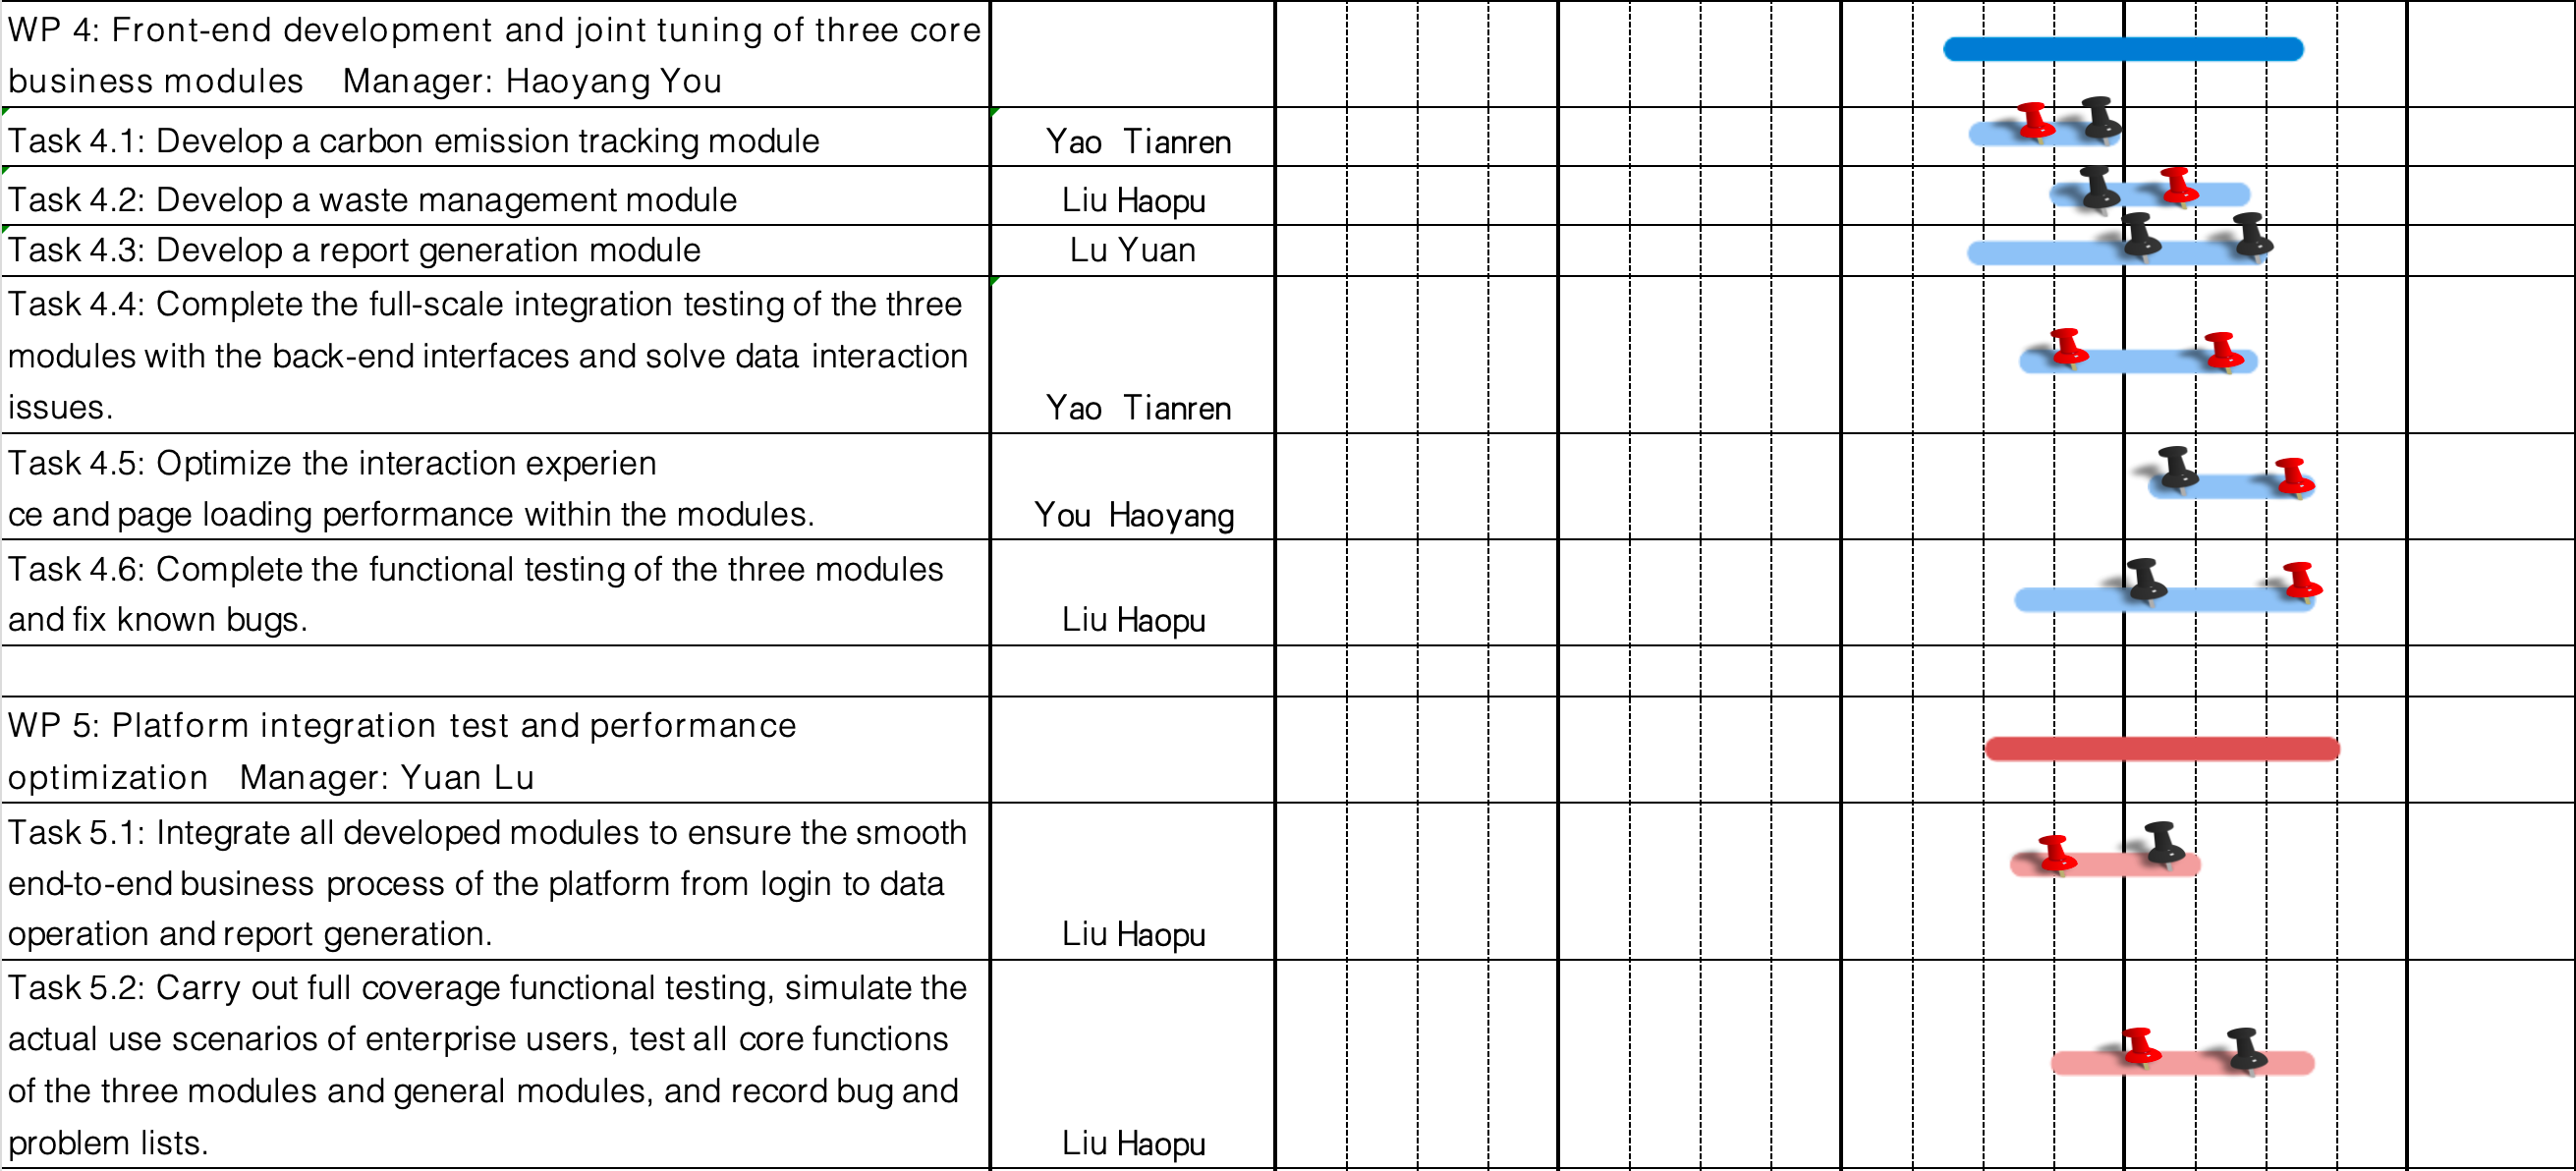 WP 4: Front-end development and joint tuning of three core
business modules    Manager: Haoyang You
Task 4.1: Develop a carbon emission tracking module
Yao  Tianren
Task 4.2: Develop a waste management module
Liu Haopu
Task 4.3: Develop a report generation module
Lu Yuan
Task 4.4: Complete the full-scale integration testing of the three
modules with the back-end interfaces and solve data interaction
issues.
Yao  Tianren
Task 4.5: Optimize the interaction experien
ce and page loading performance within the modules.
You  Haoyang
Task 4.6: Complete the functional testing of the three modules
and fix known bugs.
Liu Haopu
WP 5: Platform integration test and performance
optimization   Manager: Yuan Lu
Task 5.1: Integrate all developed modules to ensure the smooth
end-to-end business process of the platform from login to data
operation and report generation.
Liu Haopu
Task 5.2: Carry out full coverage functional testing, simulate the
actual use scenarios of enterprise users, test all core functions
of the three modules and general modules, and record bug and
problem lists.
Liu Haopu